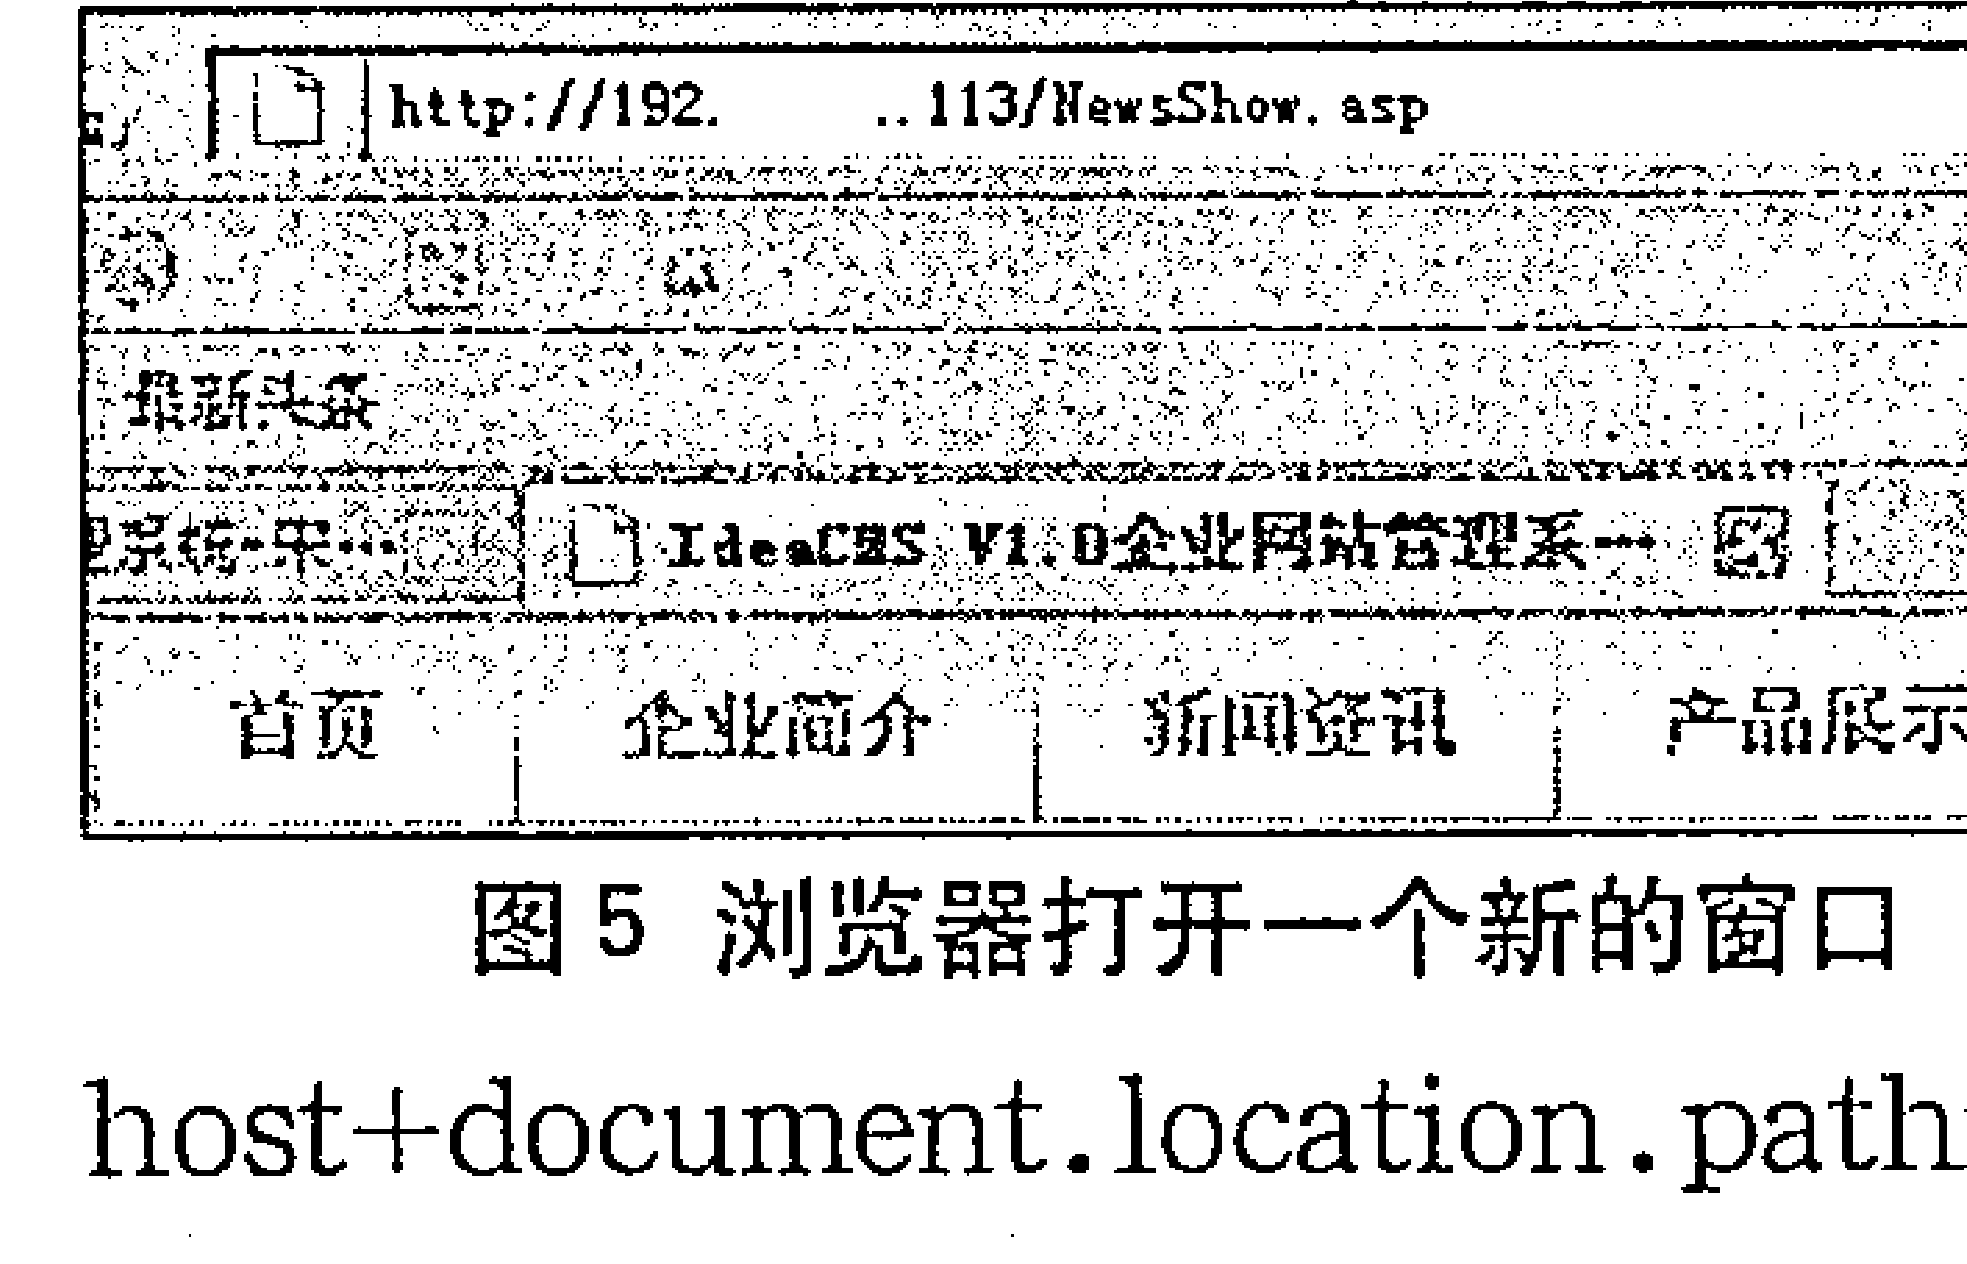 http://192. ..113/NewsShow.asp
最新头条
IdeaCMS V1.0企业网站管理系…
首页 企业简介 新闻资讯 产品展示
图5 浏览器打开一个新的窗口
host+document.location.path